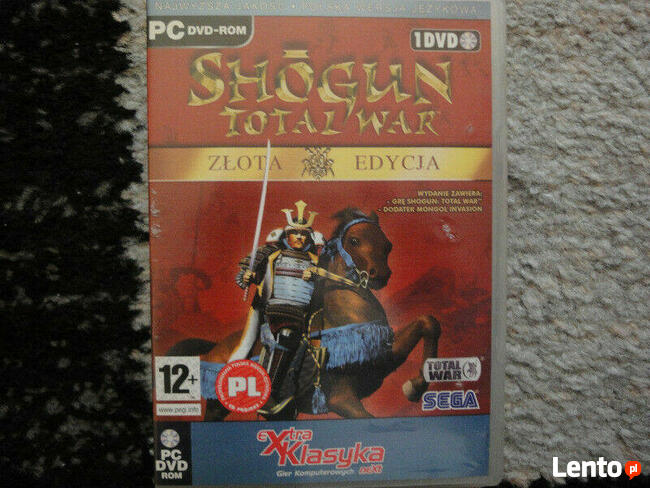 NAJWYŻSZA JAKOŚĆ • POLSKA WERSJA JĘZYKOWA
PC DVD-ROM
1 DVD
SHŌGUN
TOTAL WAR
ZŁOTA EDYCJA
WYDANIE ZAWIERA:
- GRĘ SHOGUN: TOTAL WAR™
- DODATEK MONGOL INVASION
12+
www.pegi.info
PL
TOTAL WAR
SEGA
PC
DVD
ROM
eXtra
Klasyka
neXt
Gier Komputerowych
Lento.pl